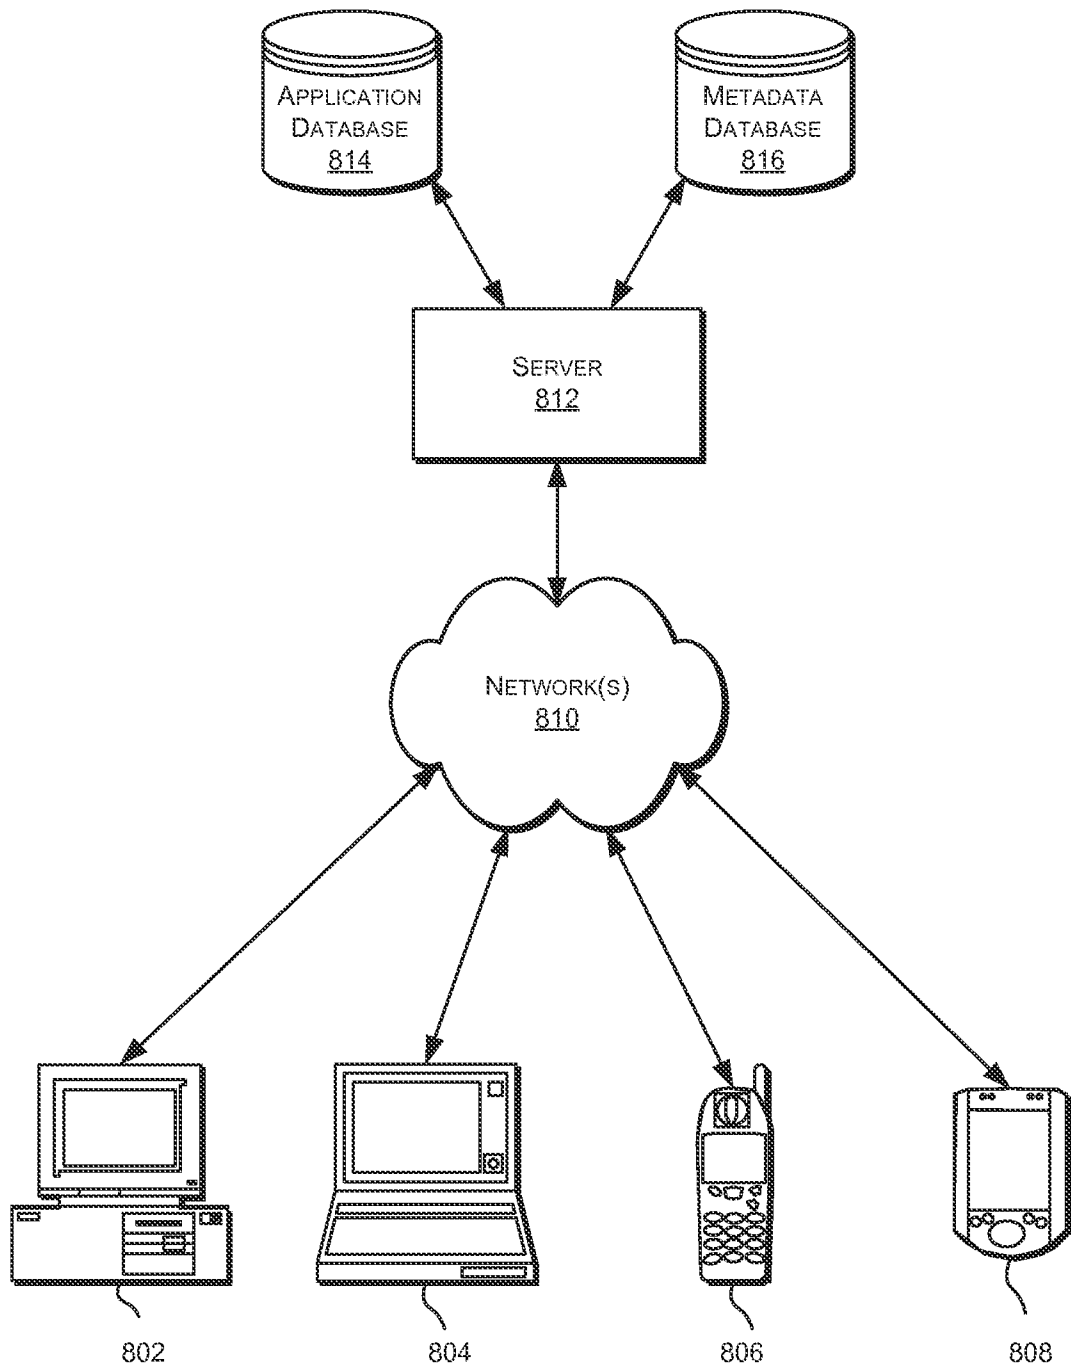 APPLICATION
DATABASE
814
METADATA
DATABASE
816
SERVER
812
NETWORK(S)
810
802
804
806
808